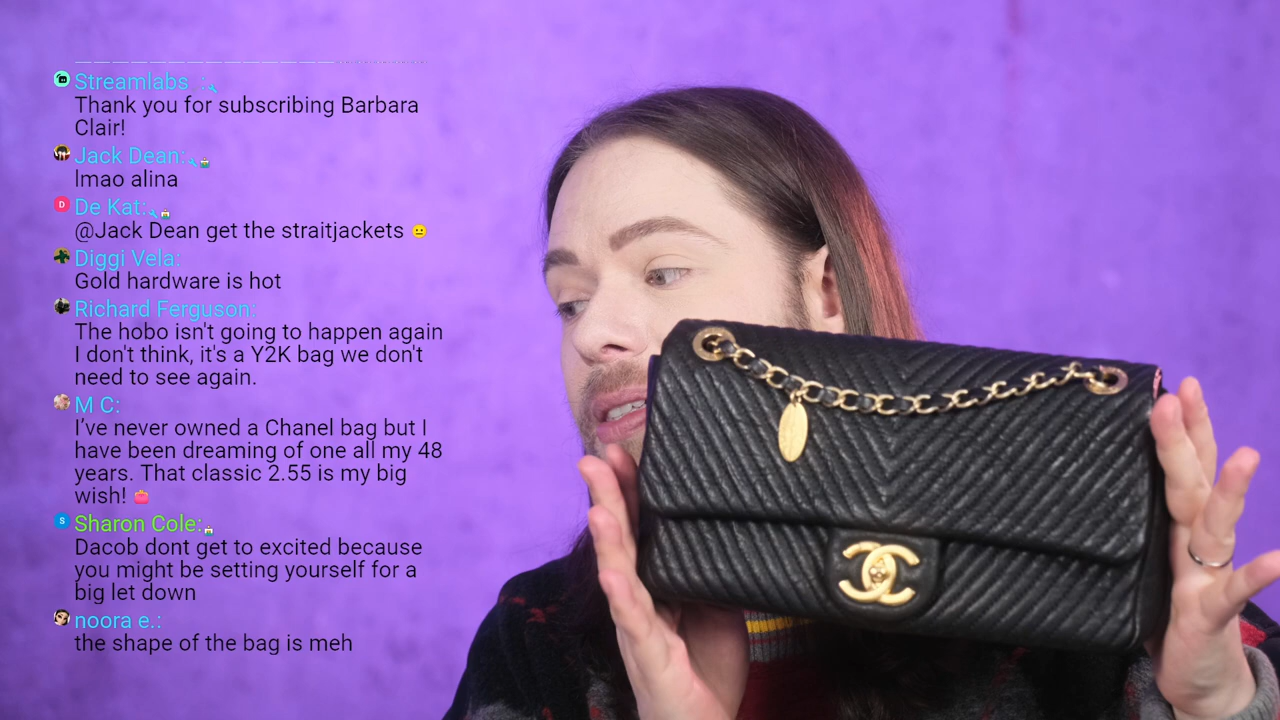 Streamlabs :
Thank you for subscribing Barbara
Clair!
Jack Dean:
lmao alina
D De Kat:
@Jack Dean get the straitjackets 😐
Diggi Vela:
Gold hardware is hot
Richard Ferguson:
The hobo isn't going to happen again
I don't think, it's a Y2K bag we don't
need to see again.
M C:
I've never owned a Chanel bag but I
have been dreaming of one all my 48
years. That classic 2.55 is my big
wish! 👛
S Sharon Cole:
Dacob dont get to excited because
you might be setting yourself for a
big let down
noora e.:
the shape of the bag is meh